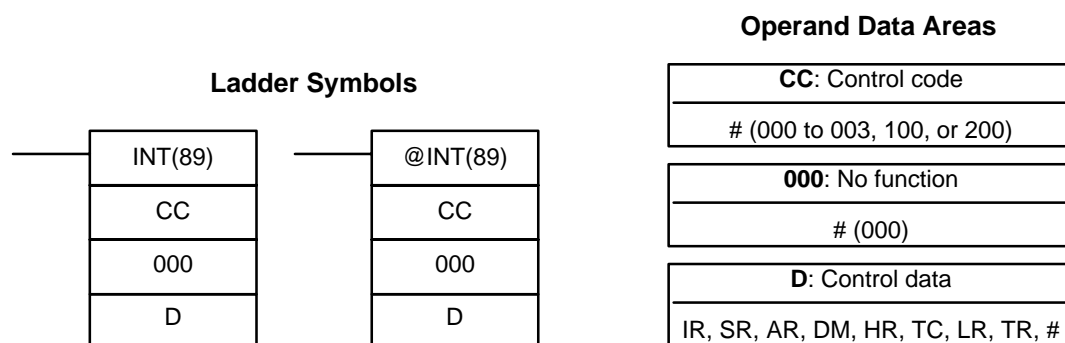 Ladder Symbols
INT(89)
CC
000
D
@INT(89)
CC
000
D
Operand Data Areas
CC: Control code
# (000 to 003, 100, or 200)
000: No function
# (000)
D: Control data
IR, SR, AR, DM, HR, TC, LR, TR, #